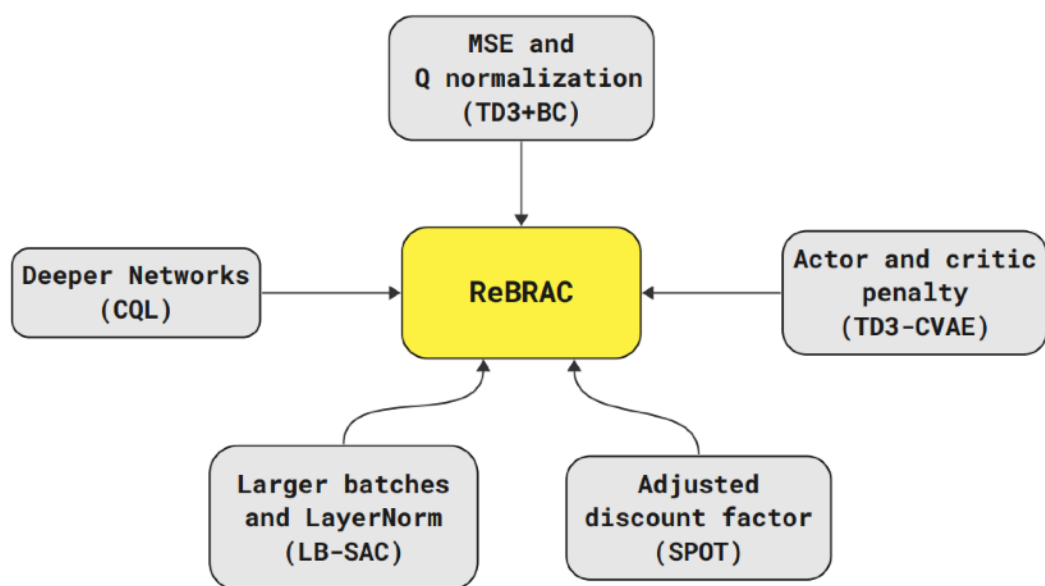 MSE and
Q normalization
(TD3+BC)
Deeper Networks
(CQL)
ReBRAC
Actor and critic
penalty
(TD3-CVAE)
Larger batches
and LayerNorm
(LB-SAC)
Adjusted
discount factor
(SPOT)